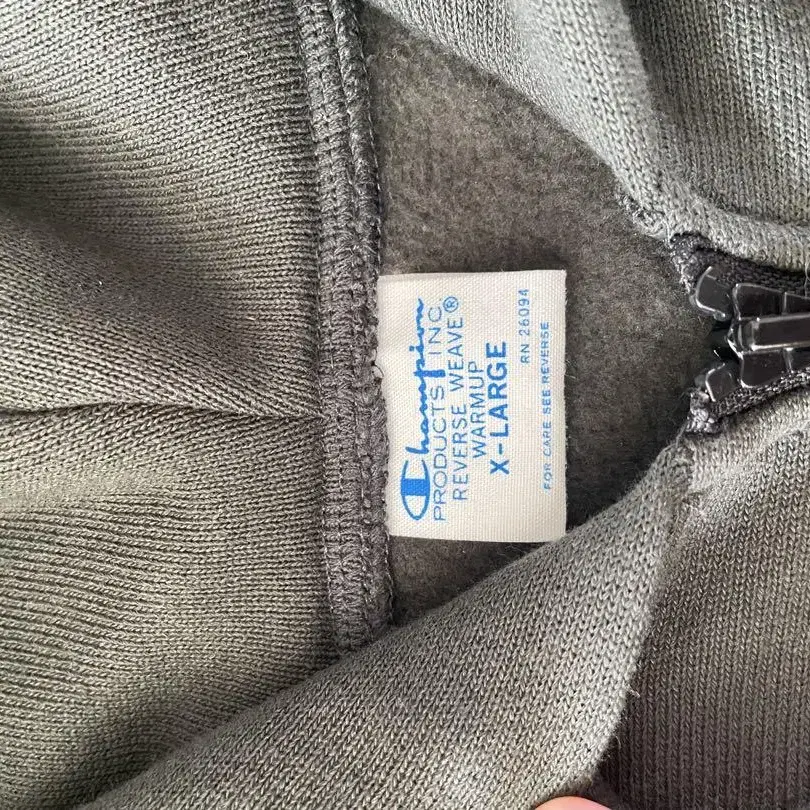 Champion
PRODUCTS INC.
REVERSE WEAVE®
WARMUP
X-LARGE
RN 26094
FOR CARE SEE REVERSE